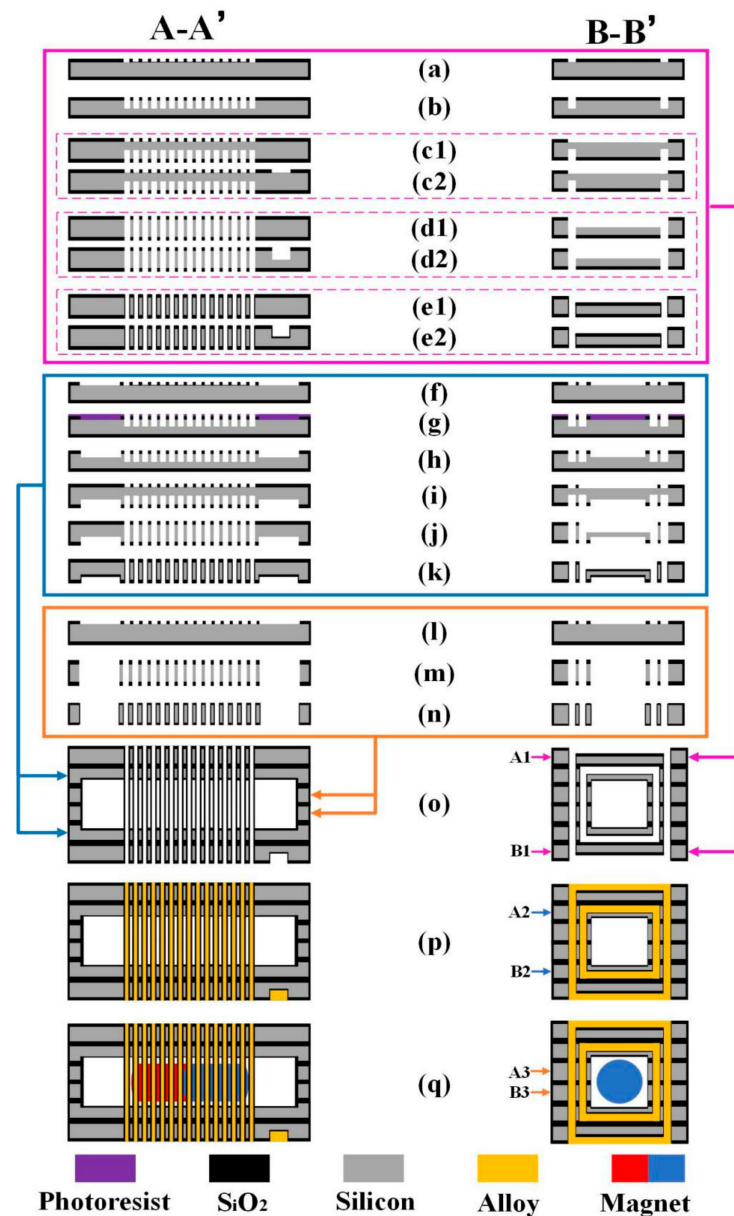 A-A’ B-B’
(a)
(b)
(c1)
(c2)
(d1)
(d2)
(e1)
(e2)
(f)
(g)
(h)
(i)
(j)
(k)
(l)
(m)
(n)
A1
(o)
B1
A2
(p)
B2
A3
(q)
B3
Photoresist SiO2 Silicon Alloy Magnet